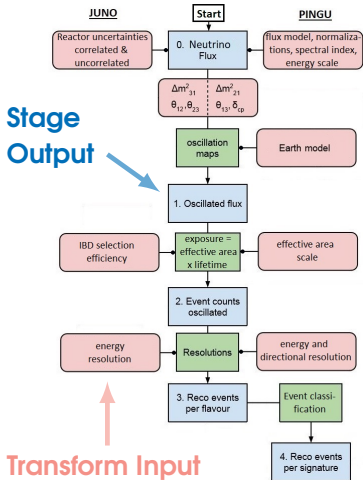 JUNO
Start
PINGU
Reactor uncertainties
correlated &
uncorrelated
0. Neutrino
Flux
flux model, normaliza-
tions, spectral index,
energy scale
Δm²₃₁
θ₁₂,θ₂₃
Δm²₂₁
θ₁₃,δcp
Stage
Output
oscillation
maps
Earth model
1. Oscillated flux
IBD selection
efficiency
exposure =
effective area
x lifetime
effective area
scale
2. Event counts
oscillated
energy
resolution
Resolutions
energy and
directional resolution
3. Reco events
per flavour
Event classi-
fication
4. Reco events
per signature
Transform Input